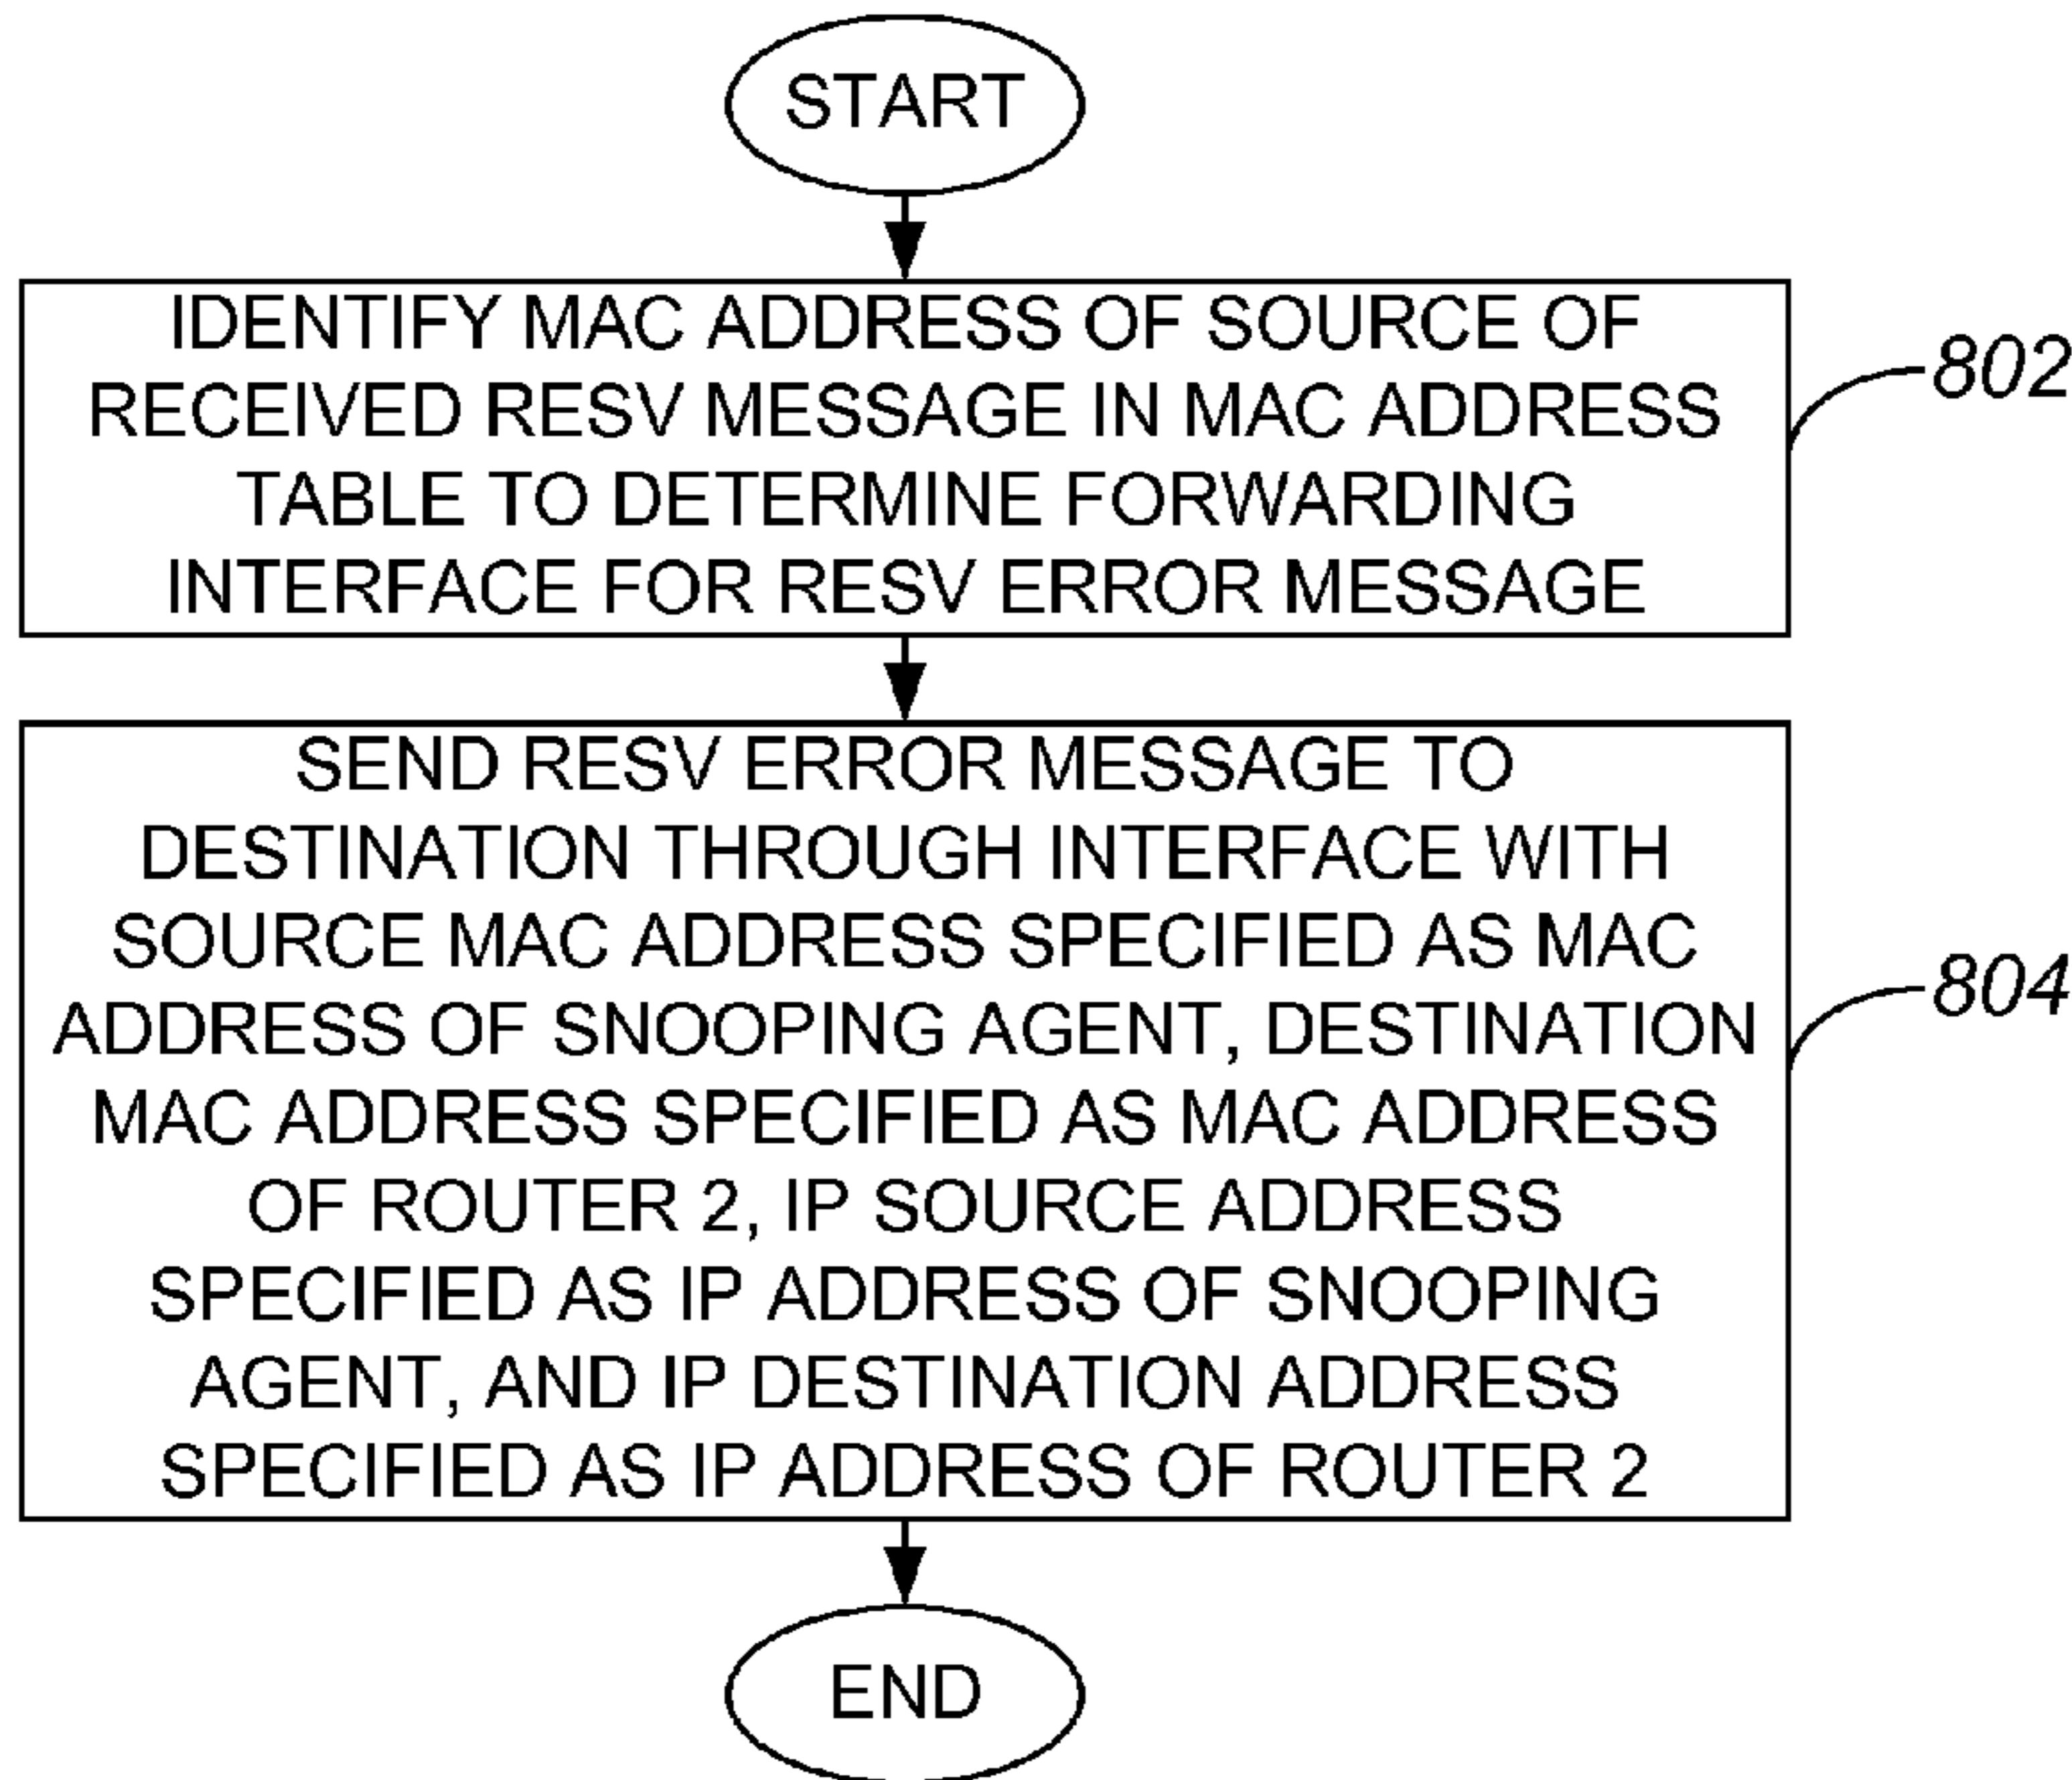 START
IDENTIFY MAC ADDRESS OF SOURCE OF
RECEIVED RESV MESSAGE IN MAC ADDRESS
TABLE TO DETERMINE FORWARDING
INTERFACE FOR RESV ERROR MESSAGE
802
SEND RESV ERROR MESSAGE TO
DESTINATION THROUGH INTERFACE WITH
SOURCE MAC ADDRESS SPECIFIED AS MAC
ADDRESS OF SNOOPING AGENT, DESTINATION
MAC ADDRESS SPECIFIED AS MAC ADDRESS
OF ROUTER 2, IP SOURCE ADDRESS
SPECIFIED AS IP ADDRESS OF SNOOPING
AGENT, AND IP DESTINATION ADDRESS
SPECIFIED AS IP ADDRESS OF ROUTER 2
804
END